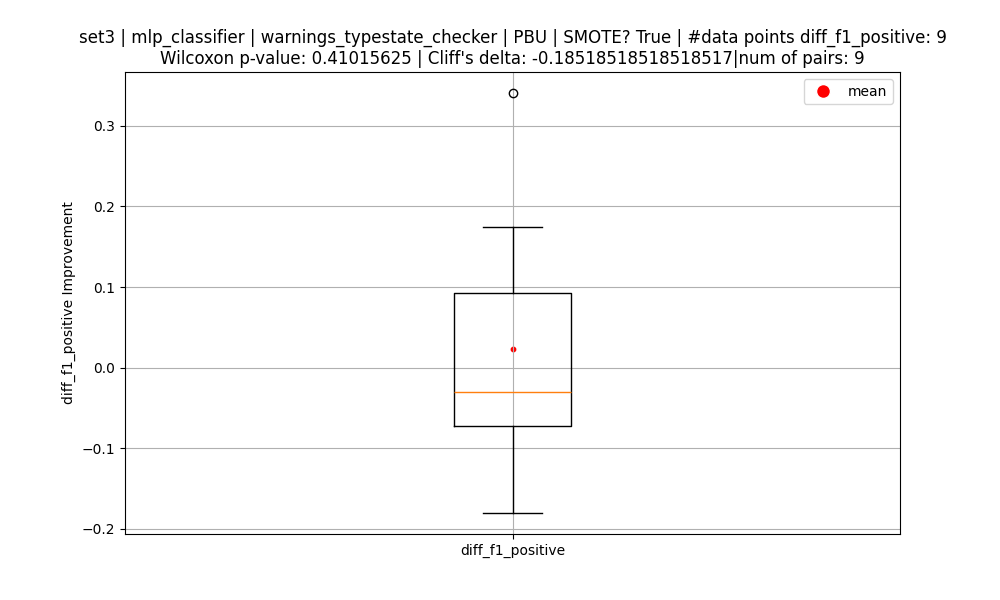 set3 | mlp_classifier | warnings_typestate_checker | PBU | SMOTE? True | #data points diff_f1_positive: 9
Wilcoxon p-value: 0.41015625 | Cliff's delta: -0.18518518518518517|num of pairs: 9
mean
0.3
0.2
0.1
0.0
−0.1
−0.2
diff_f1_positive Improvement
diff_f1_positive